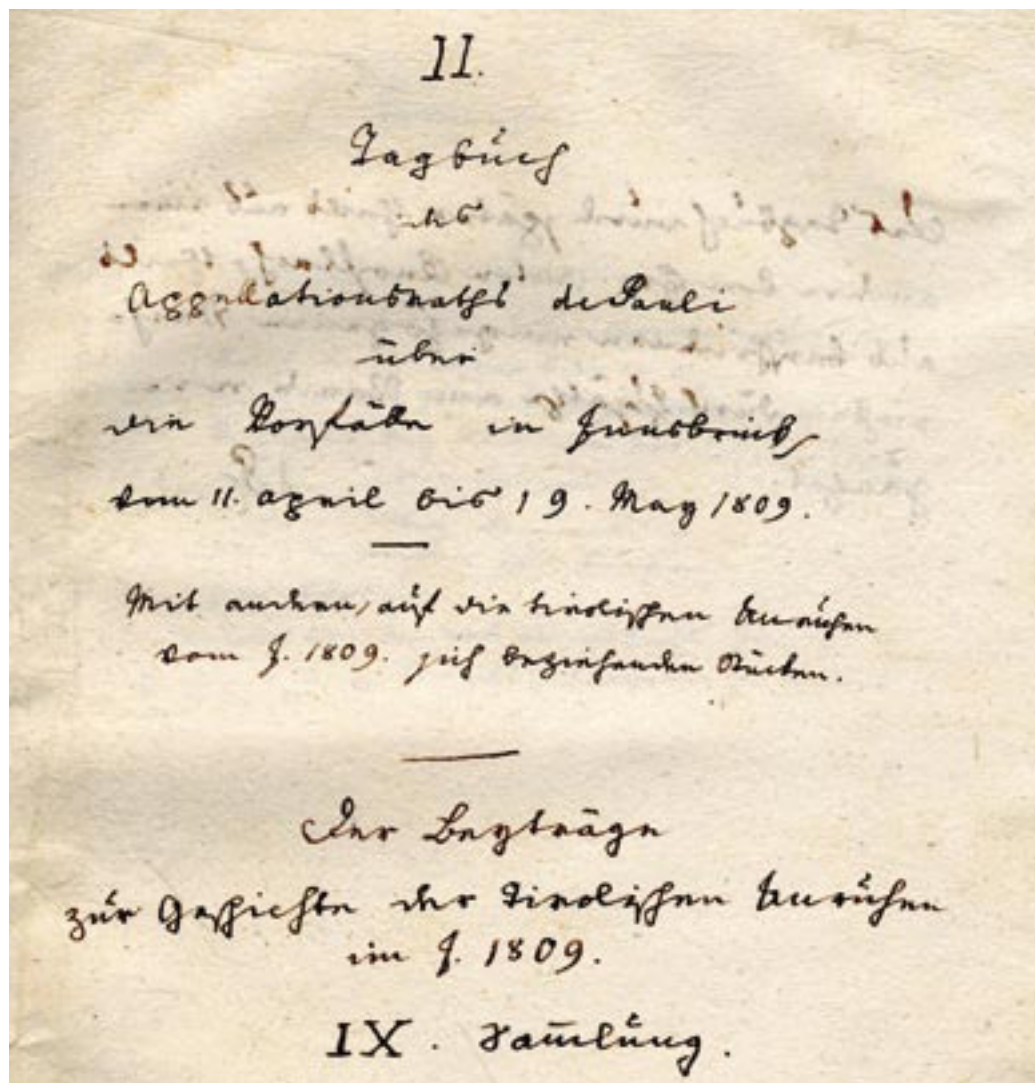 II.
Tagbuch
des
Appellationsraths de Pauli
über
die Vorfälle in Innsbruck,
vom 11. April bis 19. May 1809.
Mit andern, auf die tirolischen Unruhen
vom J. 1809. sich beziehenden Stücken.
Der Beyträge
zur Geschichte der Tirolischen Unruhen
im J. 1809.
IX. Sam̄lung.